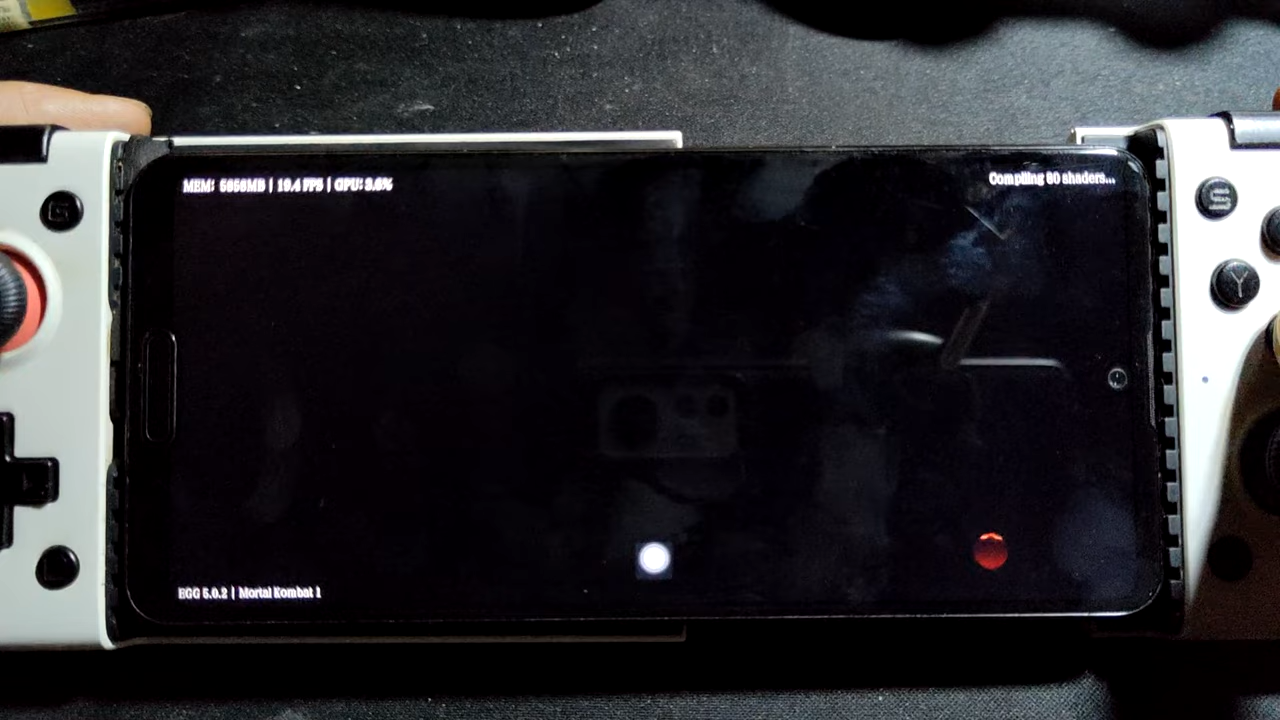 MEM: 5656MB | 19.4 FPS | GPU: 3.6%
Compiling 80 shaders...
Y
EGG 5.0.2 | Mortal Kombat 1